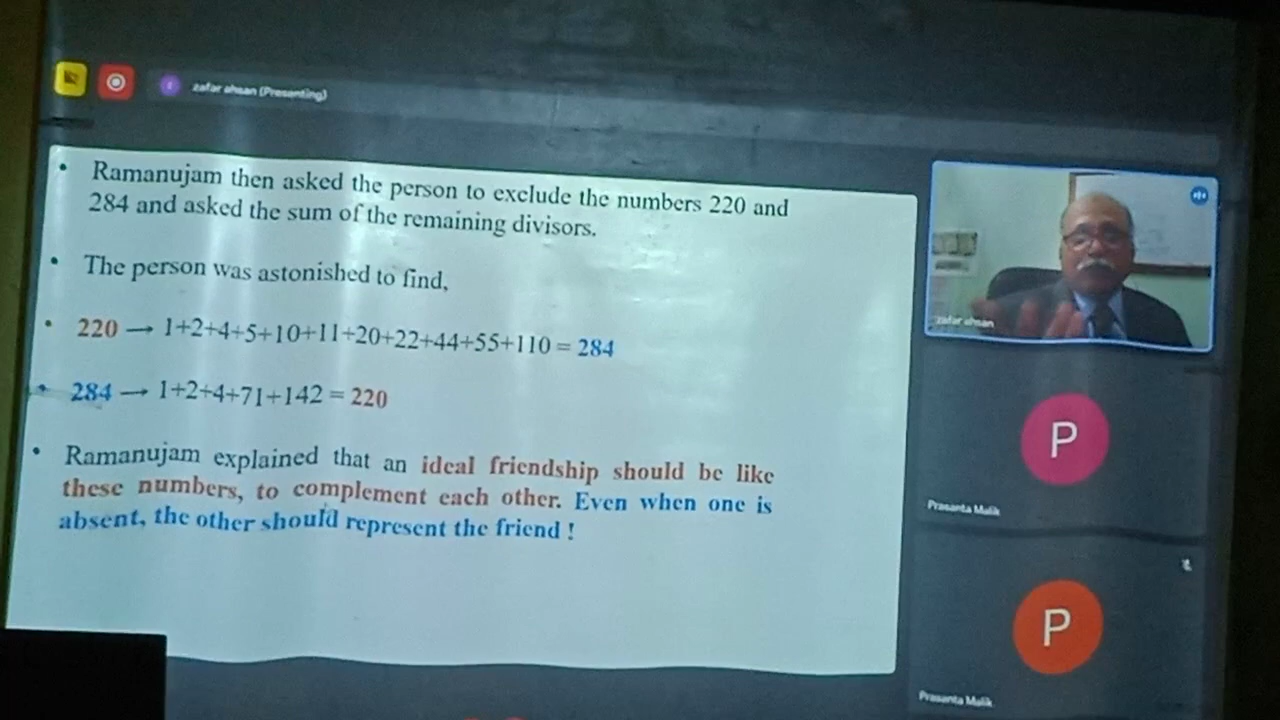 zafar ahsan (Presenting)
• Ramanujam then asked the person to exclude the numbers 220 and
284 and asked the sum of the remaining divisors.
• The person was astonished to find,
• 220 → 1+2+4+5+10+11+20+22+44+55+110 = 284
• 284 → 1+2+4+71+142 = 220
• Ramanujam explained that an ideal friendship should be like
these numbers, to complement each other. Even when one is
absent, the other should represent the friend !
zafar ahsan
P
Prasanta Malik
P
Prasanta Malik